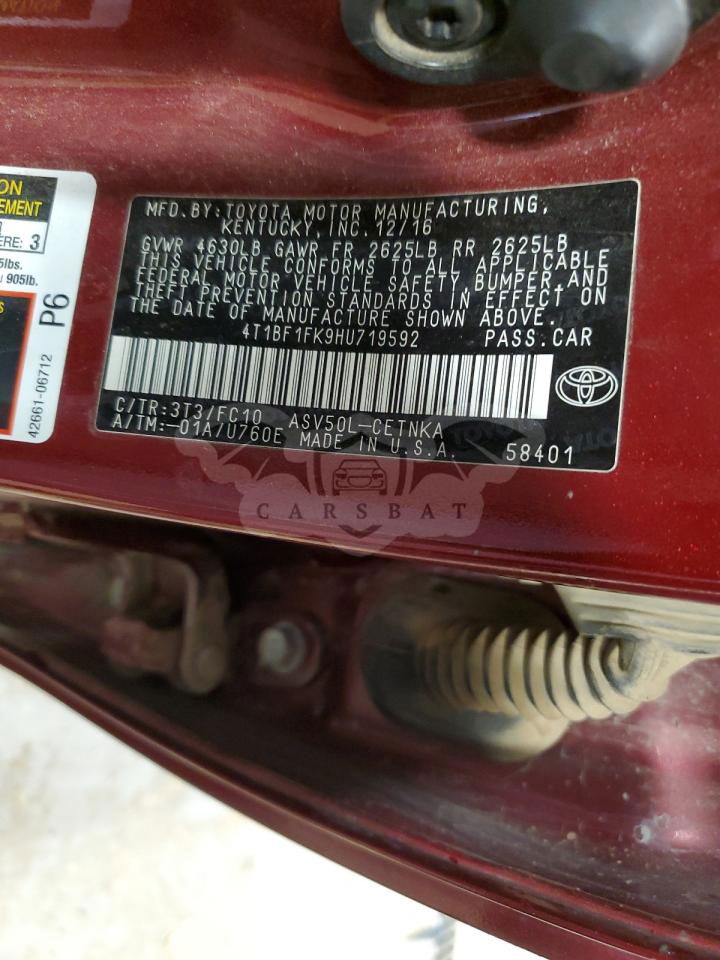 ON
EMENT
ERE: 3
5lbs.
905lb.
S
P6
42661-06712
MFD.BY:TOYOTA MOTOR MANUFACTURING,
KENTUCKY, INC.12/16
GVWR 4630LB GAWR FR 2625LB RR 2625LB
THIS VEHICLE CONFORMS TO ALL APPLICABLE
FEDERAL MOTOR VEHICLE SAFETY,BUMPER,AND
THEFT PREVENTION STANDARDS IN EFFECT ON
THE DATE OF MANUFACTURE SHOWN ABOVE.
4T1BF1FK9HU719592 PASS.CAR
C/TR:3T3/FC10 ASV50L-CETNKA
A/TM:-01A/U760E MADE IN U.S.A. 58401
CARSBAT